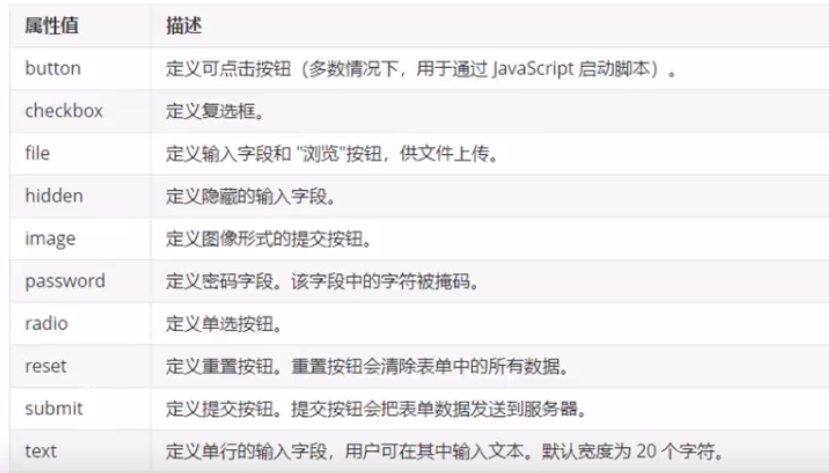 属性值 描述
button 定义可点击按钮（多数情况下，用于通过 JavaScript 启动脚本）。
checkbox 定义复选框。
file 定义输入字段和 "浏览"按钮，供文件上传。
hidden 定义隐藏的输入字段。
image 定义图像形式的提交按钮。
password 定义密码字段。该字段中的字符被掩码。
radio 定义单选按钮。
reset 定义重置按钮。重置按钮会清除表单中的所有数据。
submit 定义提交按钮。提交按钮会把表单数据发送到服务器。
text 定义单行的输入字段，用户可在其中输入文本。默认宽度为 20 个字符。